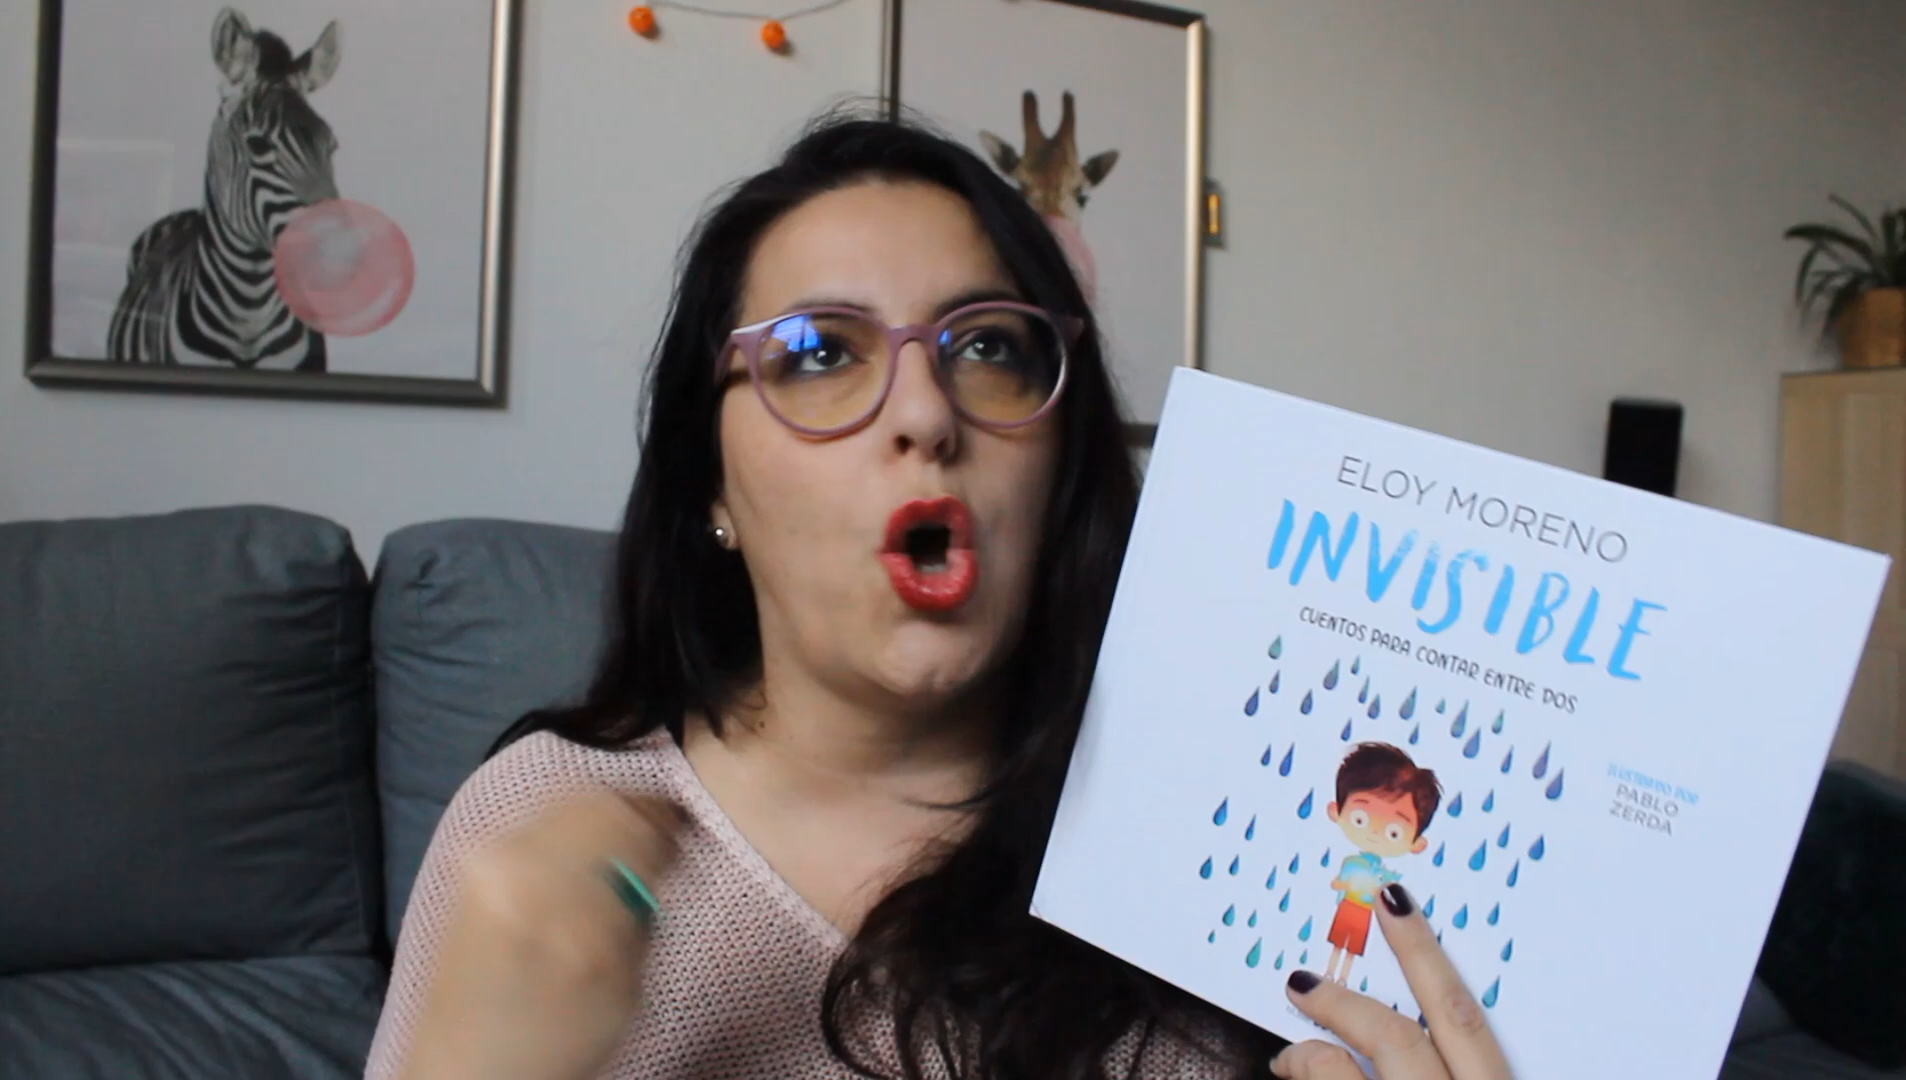 ELOY MORENO
INVISIBLE
CUENTOS PARA CONTAR ENTRE DOS
ILUSTRADO POR
PABLO
ZERDA